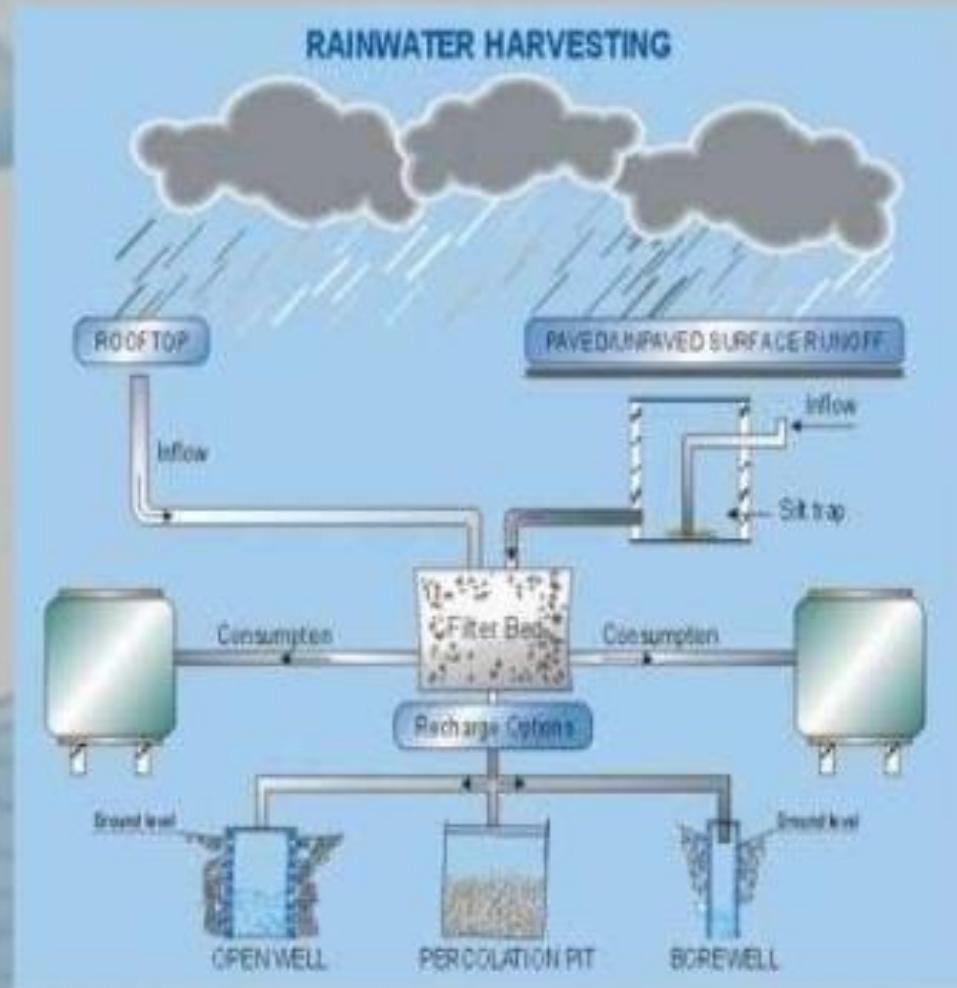 RAINWATER HARVESTING
ROOFTOP
PAVED/UNPAVED SURFACE RUNOFF
Inflow
Inflow
Silt trap
Filter Bed
Consumption
Consumption
Recharge Options
Ground level
Ground level
OPEN WELL
PERCOLATION PIT
BOREWELL